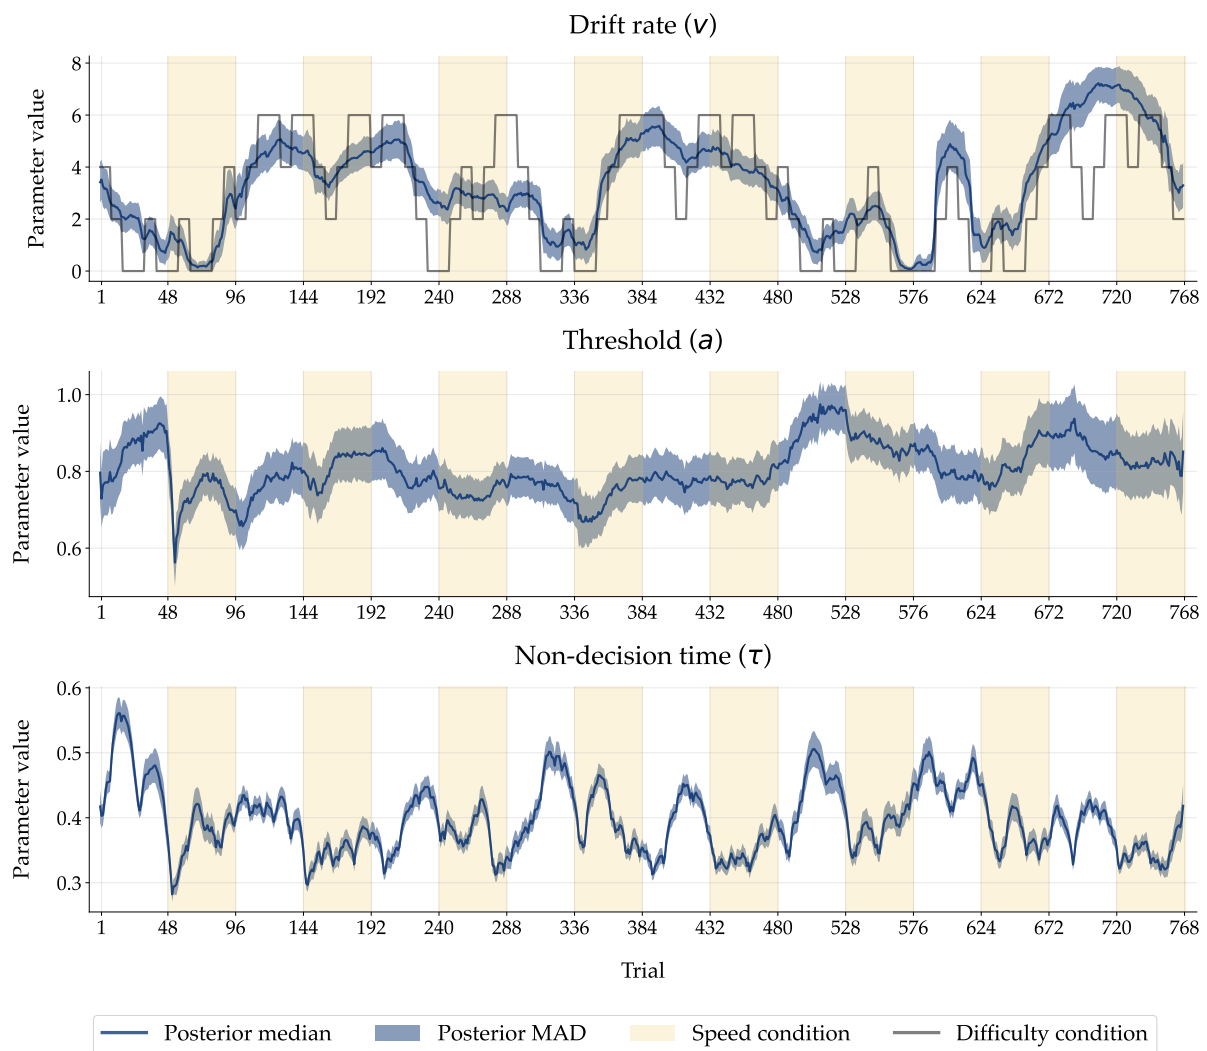 Drift rate (v)
Parameter value
8
6
4
2
0
1 48 96 144 192 240 288 336 384 432 480 528 576 624 672 720 768
Threshold (a)
Parameter value
1.0
0.8
0.6
1 48 96 144 192 240 288 336 384 432 480 528 576 624 672 720 768
Non-decision time (τ)
Parameter value
0.6
0.5
0.4
0.3
1 48 96 144 192 240 288 336 384 432 480 528 576 624 672 720 768
Trial
Posterior median Posterior MAD Speed condition Difficulty condition